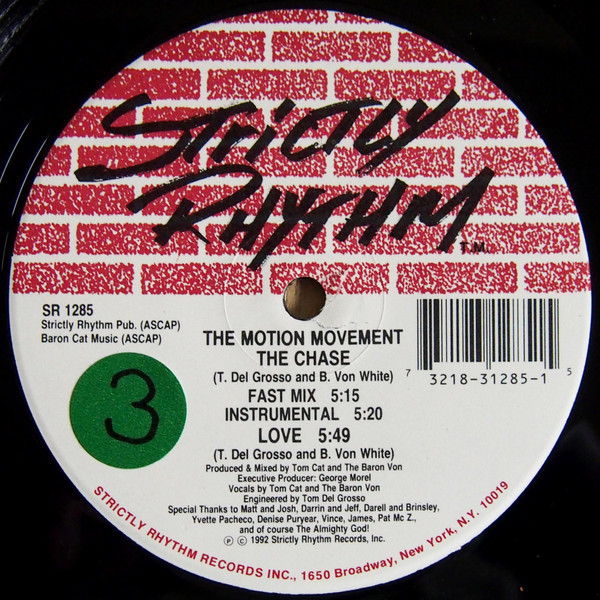 STRICTLY
RHYTHM
T.M.
SR 1285
Strictly Rhythm Pub. (ASCAP)
Baron Cat Music (ASCAP)
3
7 3218-31285-1 5
THE MOTION MOVEMENT
THE CHASE
(T. Del Grosso and B. Von White)
FAST MIX 5:15
INSTRUMENTAL 5:20
LOVE 5:49
(T. Del Grosso and B. Von White)
Produced & Mixed by Tom Cat and The Baron Von
Executive Producer: George Morel
Vocals by Tom Cat and The Baron Von
Engineered by Tom Del Grosso
Special Thanks to Matt and Josh, Darrin and Jeff, Darell and Brinsley,
Yvette Pacheco, Denise Puryear, Vince, James, Pat Mc Z.,
and of course The Almighty God!
℗ © 1992 Strictly Rhythm Records, Inc.
STRICTLY RHYTHM RECORDS INC., 1650 Broadway, New York, N.Y. 10019